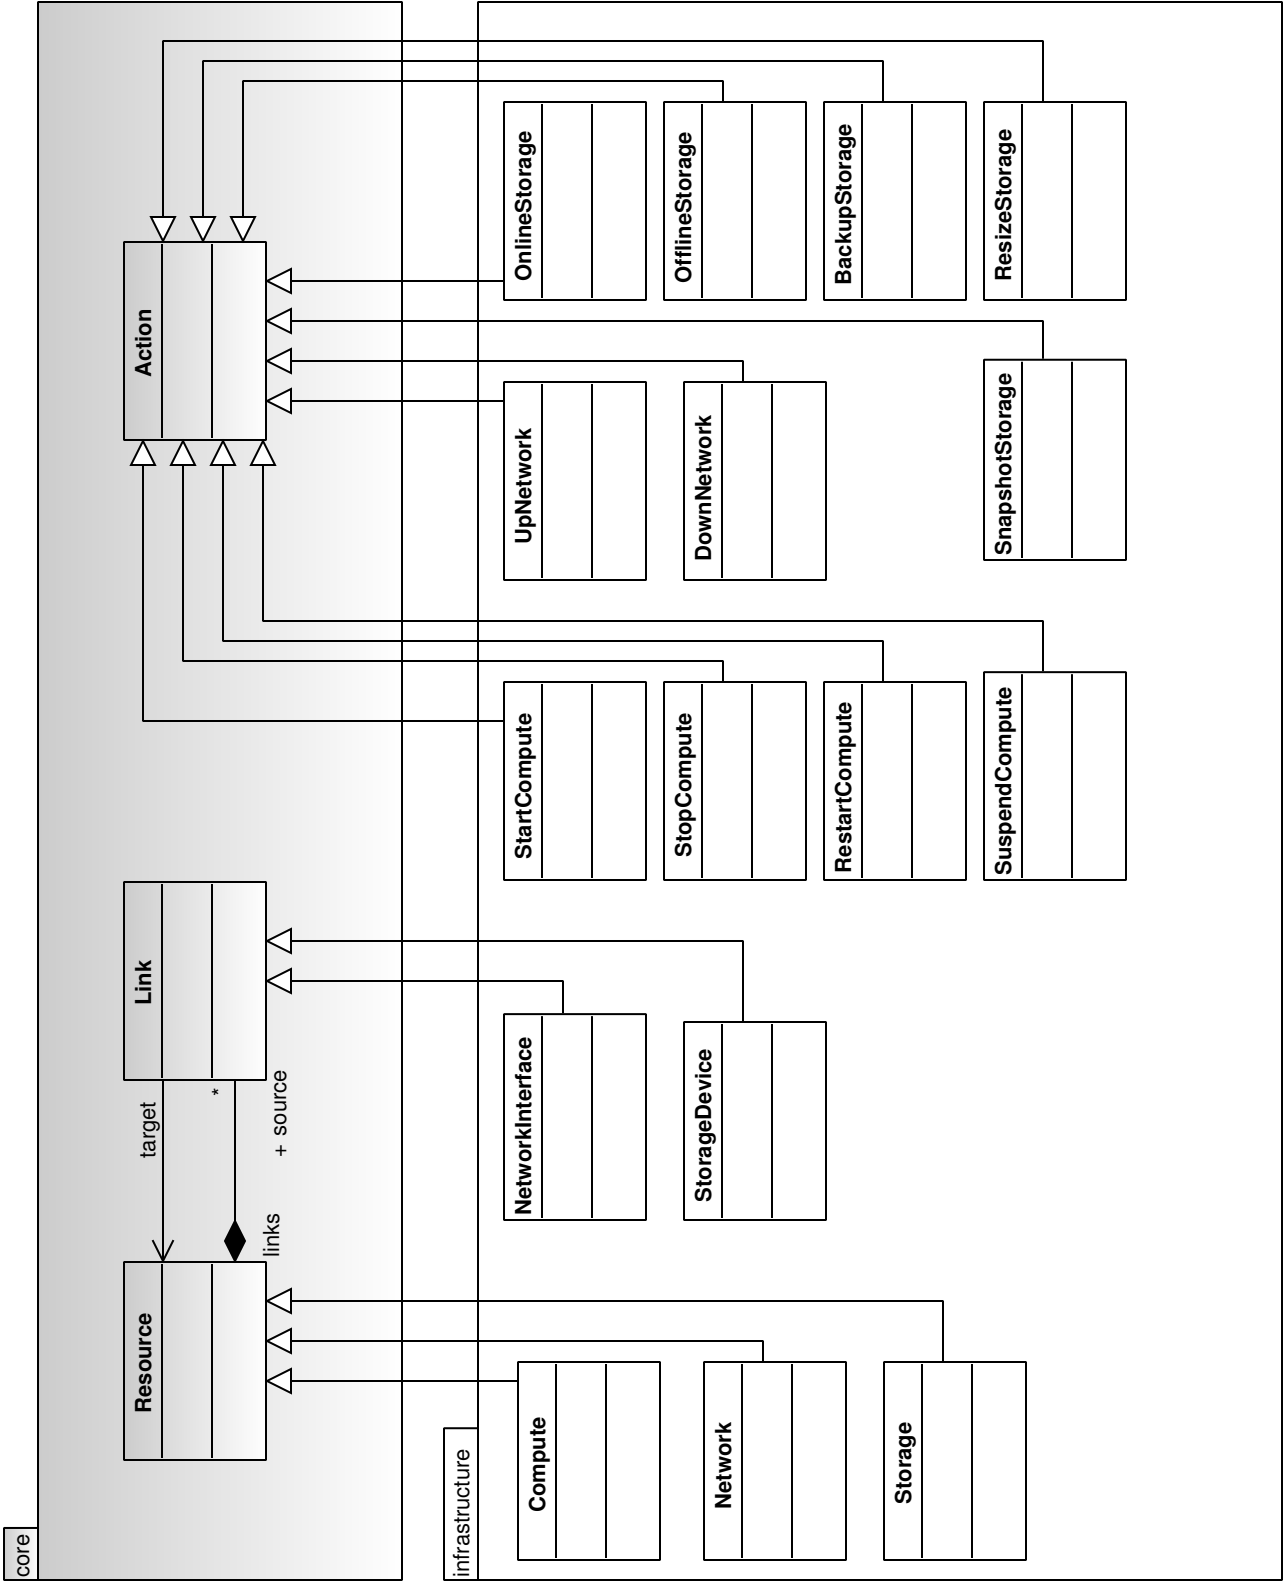 core
Resource
target
*
links
+ source
Link
Action
infrastructure
Compute
Network
Storage
NetworkInterface
StorageDevice
StartCompute
StopCompute
RestartCompute
SuspendCompute
UpNetwork
DownNetwork
SnapshotStorage
OnlineStorage
OfflineStorage
BackupStorage
ResizeStorage